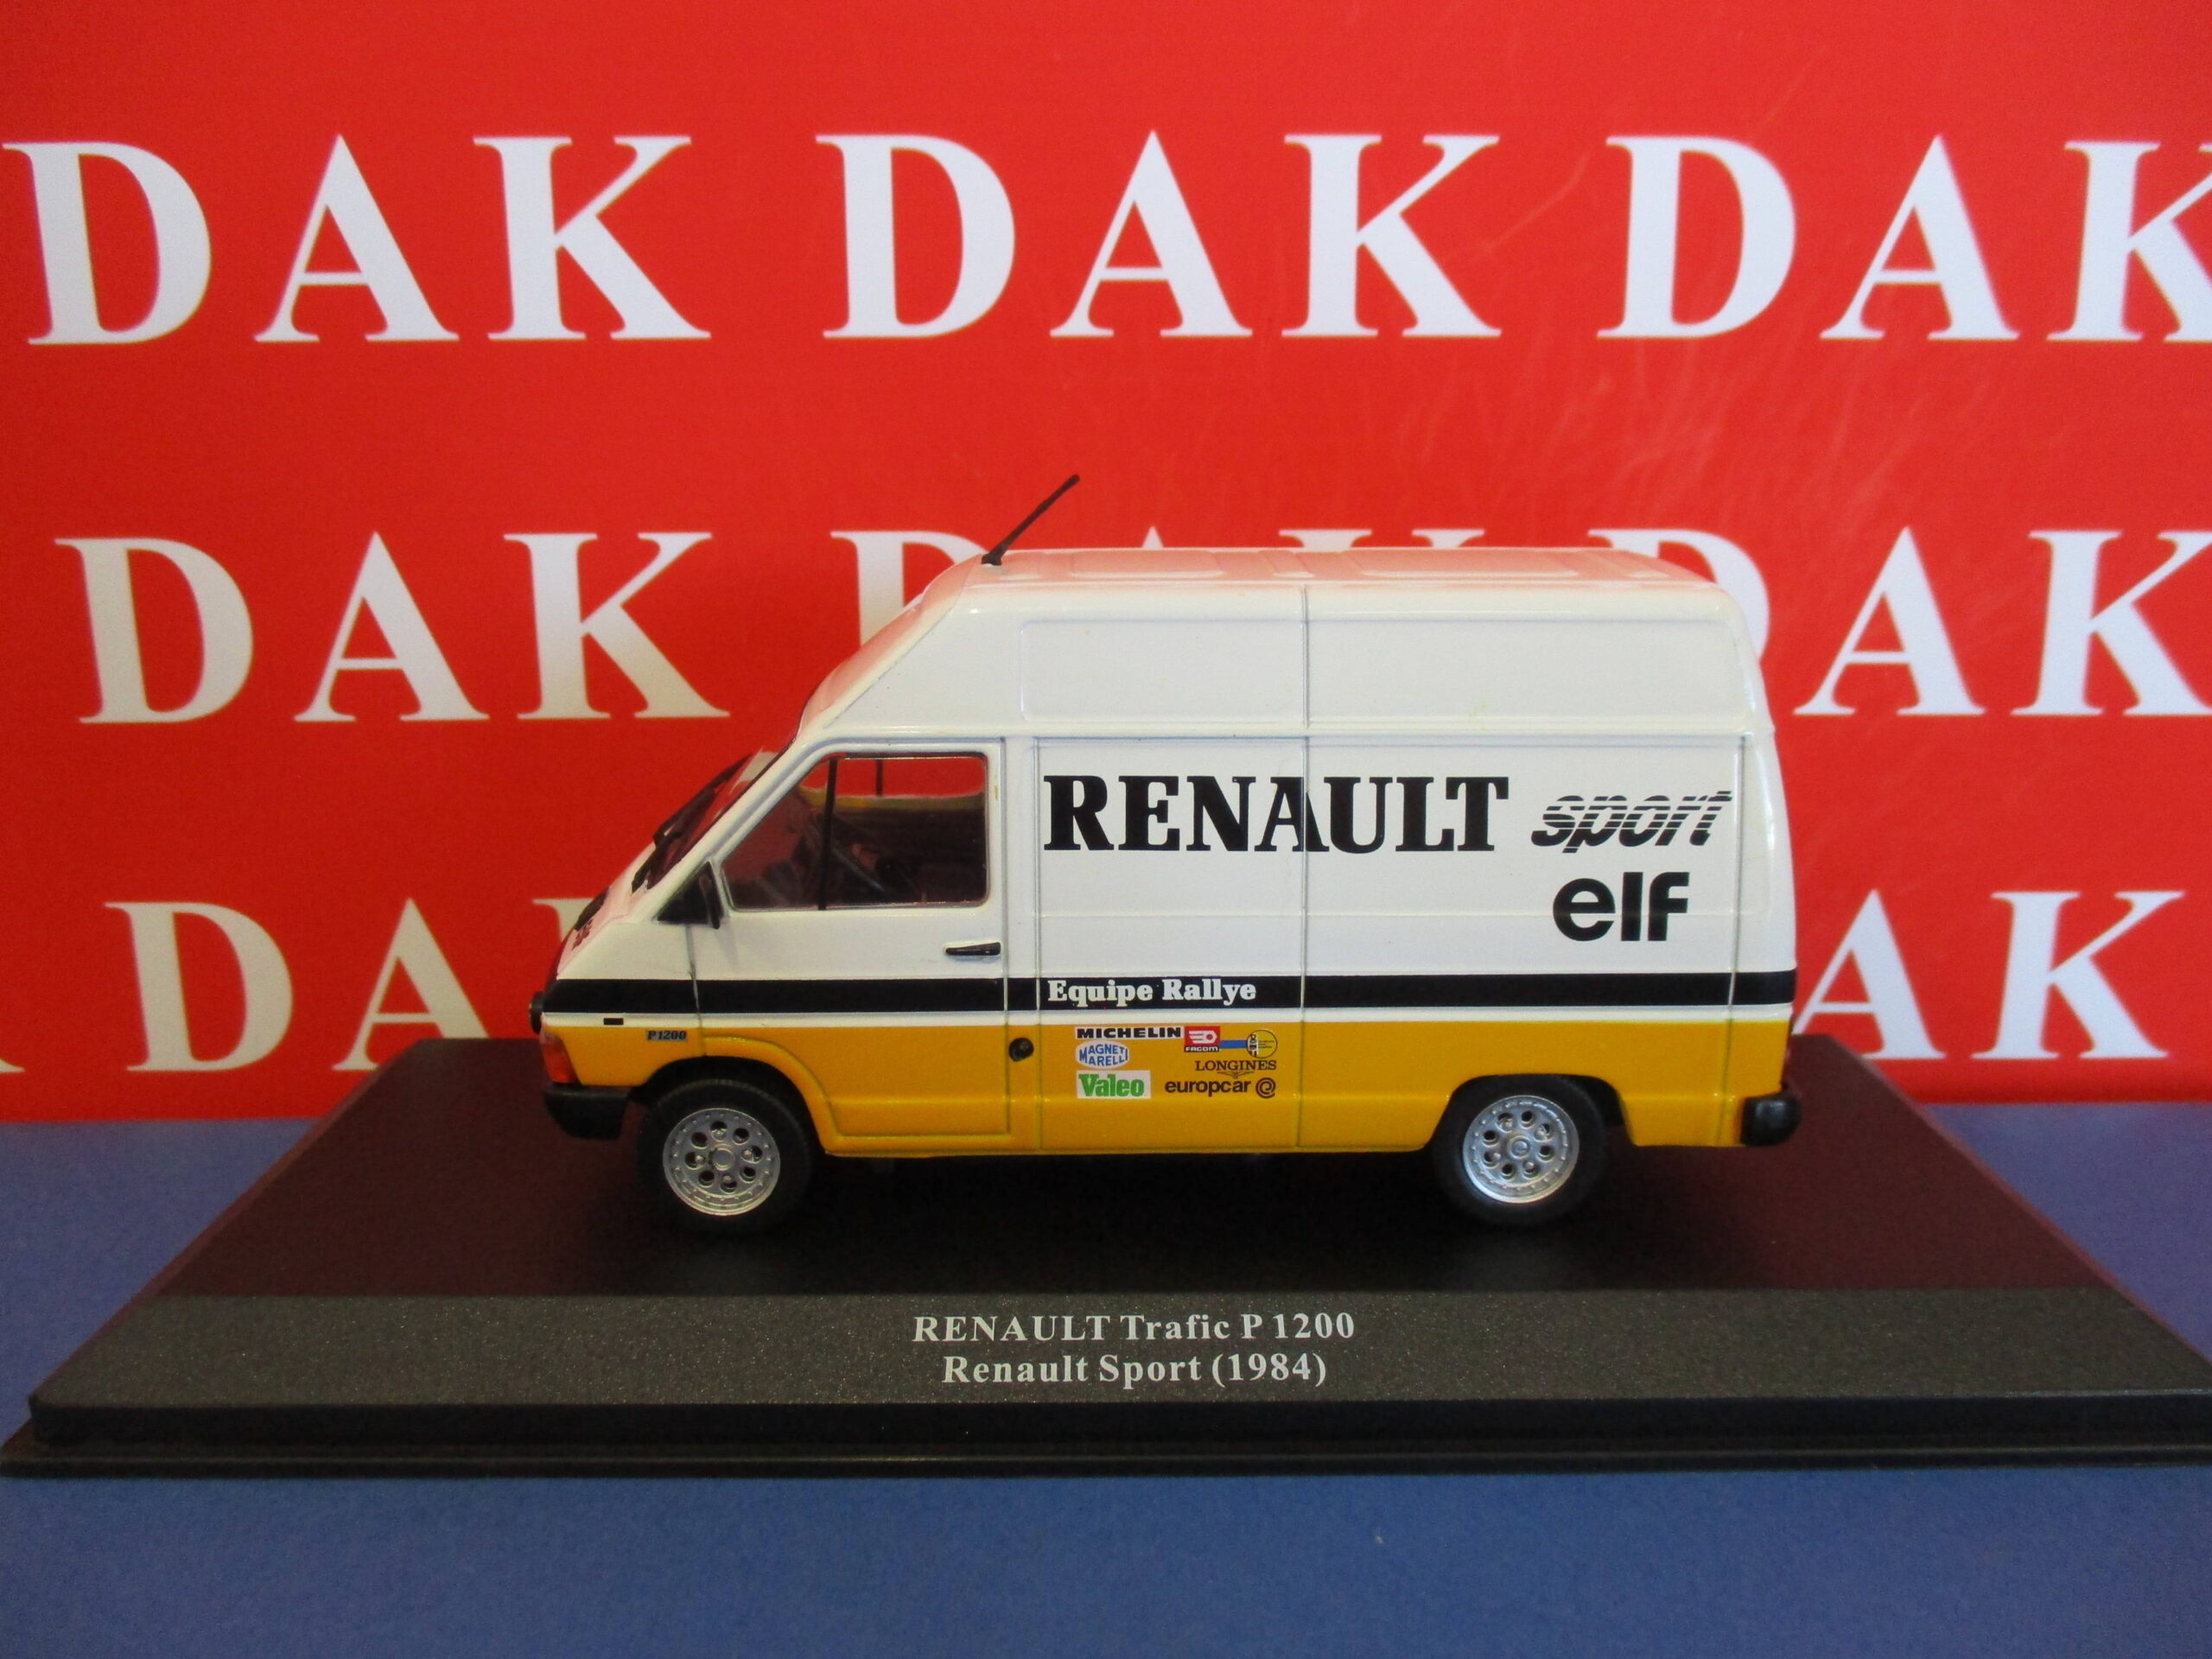 DAK DAK DAK
DAK D K DAK
DAK DAK
RENAULT sport
elf
Equipe Rallye
P1200
MICHELIN FACOM
MAGNETI
MARELLI
LONGINES
Valeo europcar
RENAULT Trafic P 1200
Renault Sport (1984)